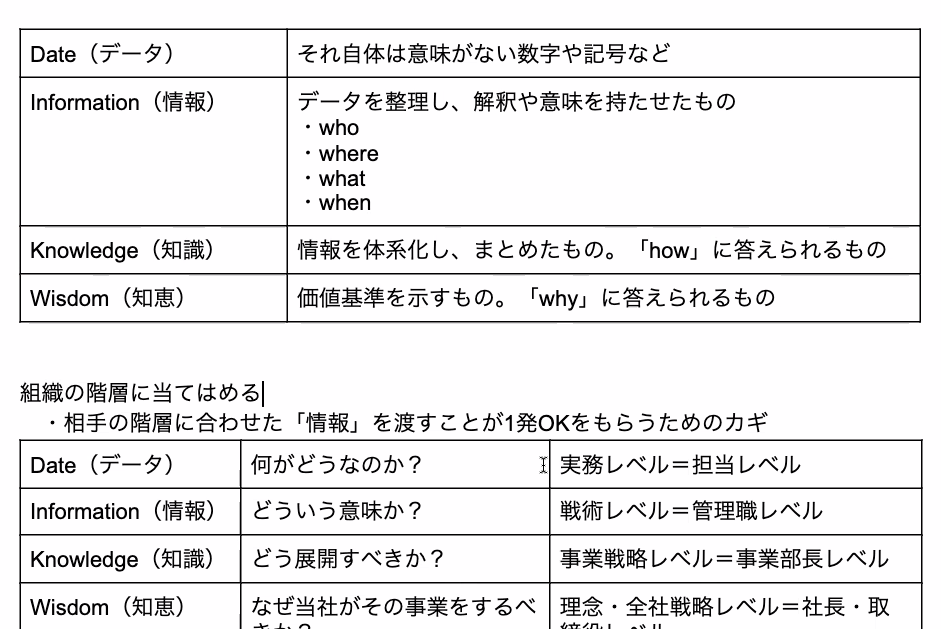 Date（データ）
それ自体は意味がない数字や記号など
Information（情報）
データを整理し、解釈や意味を持たせたもの
・who
・where
・what
・when
Knowledge（知識）
情報を体系化し、まとめたもの。「how」に答えられるもの
Wisdom（知恵）
価値基準を示すもの。「why」に答えられるもの
組織の階層に当てはめる
・相手の階層に合わせた「情報」を渡すことが1発OKをもらうためのカギ
Date（データ）
何がどうなのか？
実務レベル＝担当レベル
Information（情報）
どういう意味か？
戦術レベル＝管理職レベル
Knowledge（知識）
どう展開すべきか？
事業戦略レベル＝事業部長レベル
Wisdom（知恵）
なぜ当社がその事業をするべ
きか？
理念・全社戦略レベル＝社長・取
締役レベル